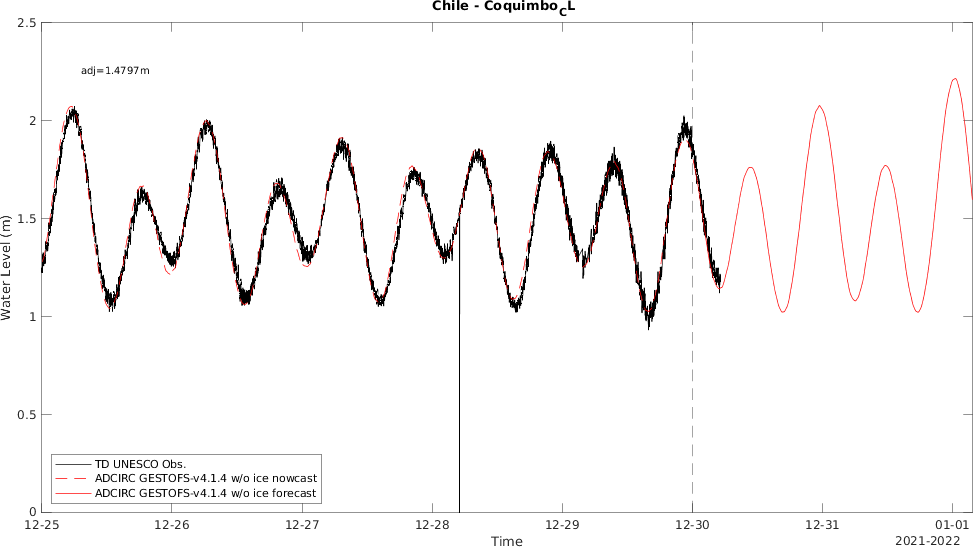 Chile - Coquimbo_CL
2.5
adj=1.4797m
2
1.5
Water Level (m)
1
0.5
TD UNESCO Obs.
ADCIRC GESTOFS-v4.1.4 w/o ice nowcast
ADCIRC GESTOFS-v4.1.4 w/o ice forecast
0
12-25 12-26 12-27 12-28 12-29 12-30 12-31 01-01
Time
2021-2022